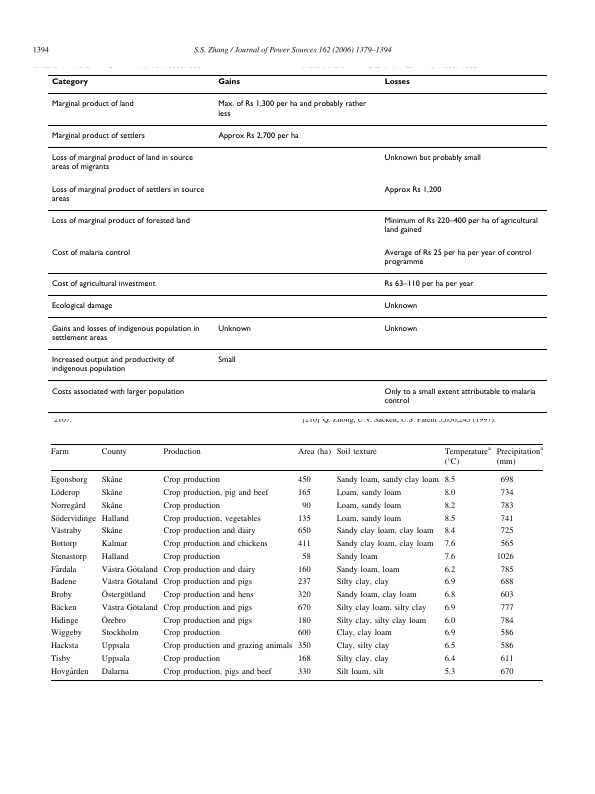 1394
S.S. Zhang / Journal of Power Sources 162 (2006) 1379–1394
Category Gains Losses
Marginal product of land Max. of Rs 1,300 per ha and probably rather
less
Marginal product of settlers Approx Rs 2,700 per ha
Loss of marginal product of land in source Unknown but probably small
areas of migrants
Loss of marginal product of settlers in source Approx Rs 1,200
areas
Loss of marginal product of forested land Minimum of Rs 220–400 per ha of agricultural
land gained
Cost of malaria control Average of Rs 25 per ha per year of control
programme
Cost of agricultural investment Rs 63–110 per ha per year
Ecological damage Unknown
Gains and losses of indigenous population in Unknown Unknown
settlement areas
Increased output and productivity of Small
indigenous population
Costs associated with larger population Only to a small extent attributable to malaria
control
2107. [210] Q. Zhong, U.V. Sacken, U.S. Patent 5,030,243 (1997).
Farm County Production Area (ha) Soil texture Temperatureᵃ Precipitationᵃ
(°C) (mm)
Egonsborg Skåne Crop production 450 Sandy loam, sandy clay loam 8.5 698
Löderop Skåne Crop production, pig and beef 165 Loam, sandy loam 8.0 734
Norregård Skåne Crop production 90 Loam, sandy loam 8.2 783
Södervidinge Halland Crop production, vegetables 135 Loam, sandy loam 8.5 741
Västraby Skåne Crop production and dairy 650 Sandy clay loam, clay loam 8.4 725
Bottorp Kalmar Crop production and chickens 411 Sandy clay loam, clay loam 7.6 565
Stenastorp Halland Crop production 58 Sandy loam 7.6 1026
Fårdala Västra Götaland Crop production and dairy 160 Sandy loam, loam 6.2 785
Badene Västra Götaland Crop production and pigs 237 Silty clay, clay 6.9 688
Broby Östergötland Crop production and hens 320 Sandy loam, clay loam 6.8 603
Bäcken Västra Götaland Crop production and pigs 670 Silty clay loam, silty clay 6.9 777
Hidinge Örebro Crop production and pigs 180 Silty clay, silty clay loam 6.0 784
Wiggeby Stockholm Crop production 600 Clay, clay loam 6.9 586
Hacksta Uppsala Crop production and grazing animals 350 Clay, silty clay 6.5 586
Tisby Uppsala Crop production 168 Silty clay, clay 6.4 611
Hovgården Dalarna Crop production, pigs and beef 330 Silt loam, silt 5.3 670